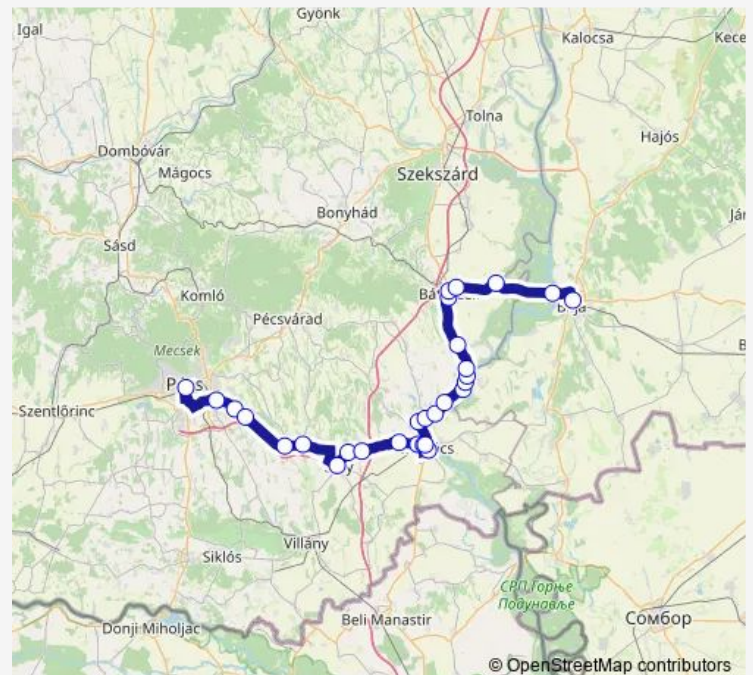 Igal
Gyönk
Kalocsa
Kece
Tolna
Hajós
Dombóvár
Mágocs
Szekszárd
Bonyhád
Jár
Sásd
Komló
Pécsvárad
Mecsek
Szentlőrinc
Villány
Siklós
СРП Горње
Подунавље
Сомбор
Donji Miholjac
Beli Manastir
© OpenStreetMap contributors